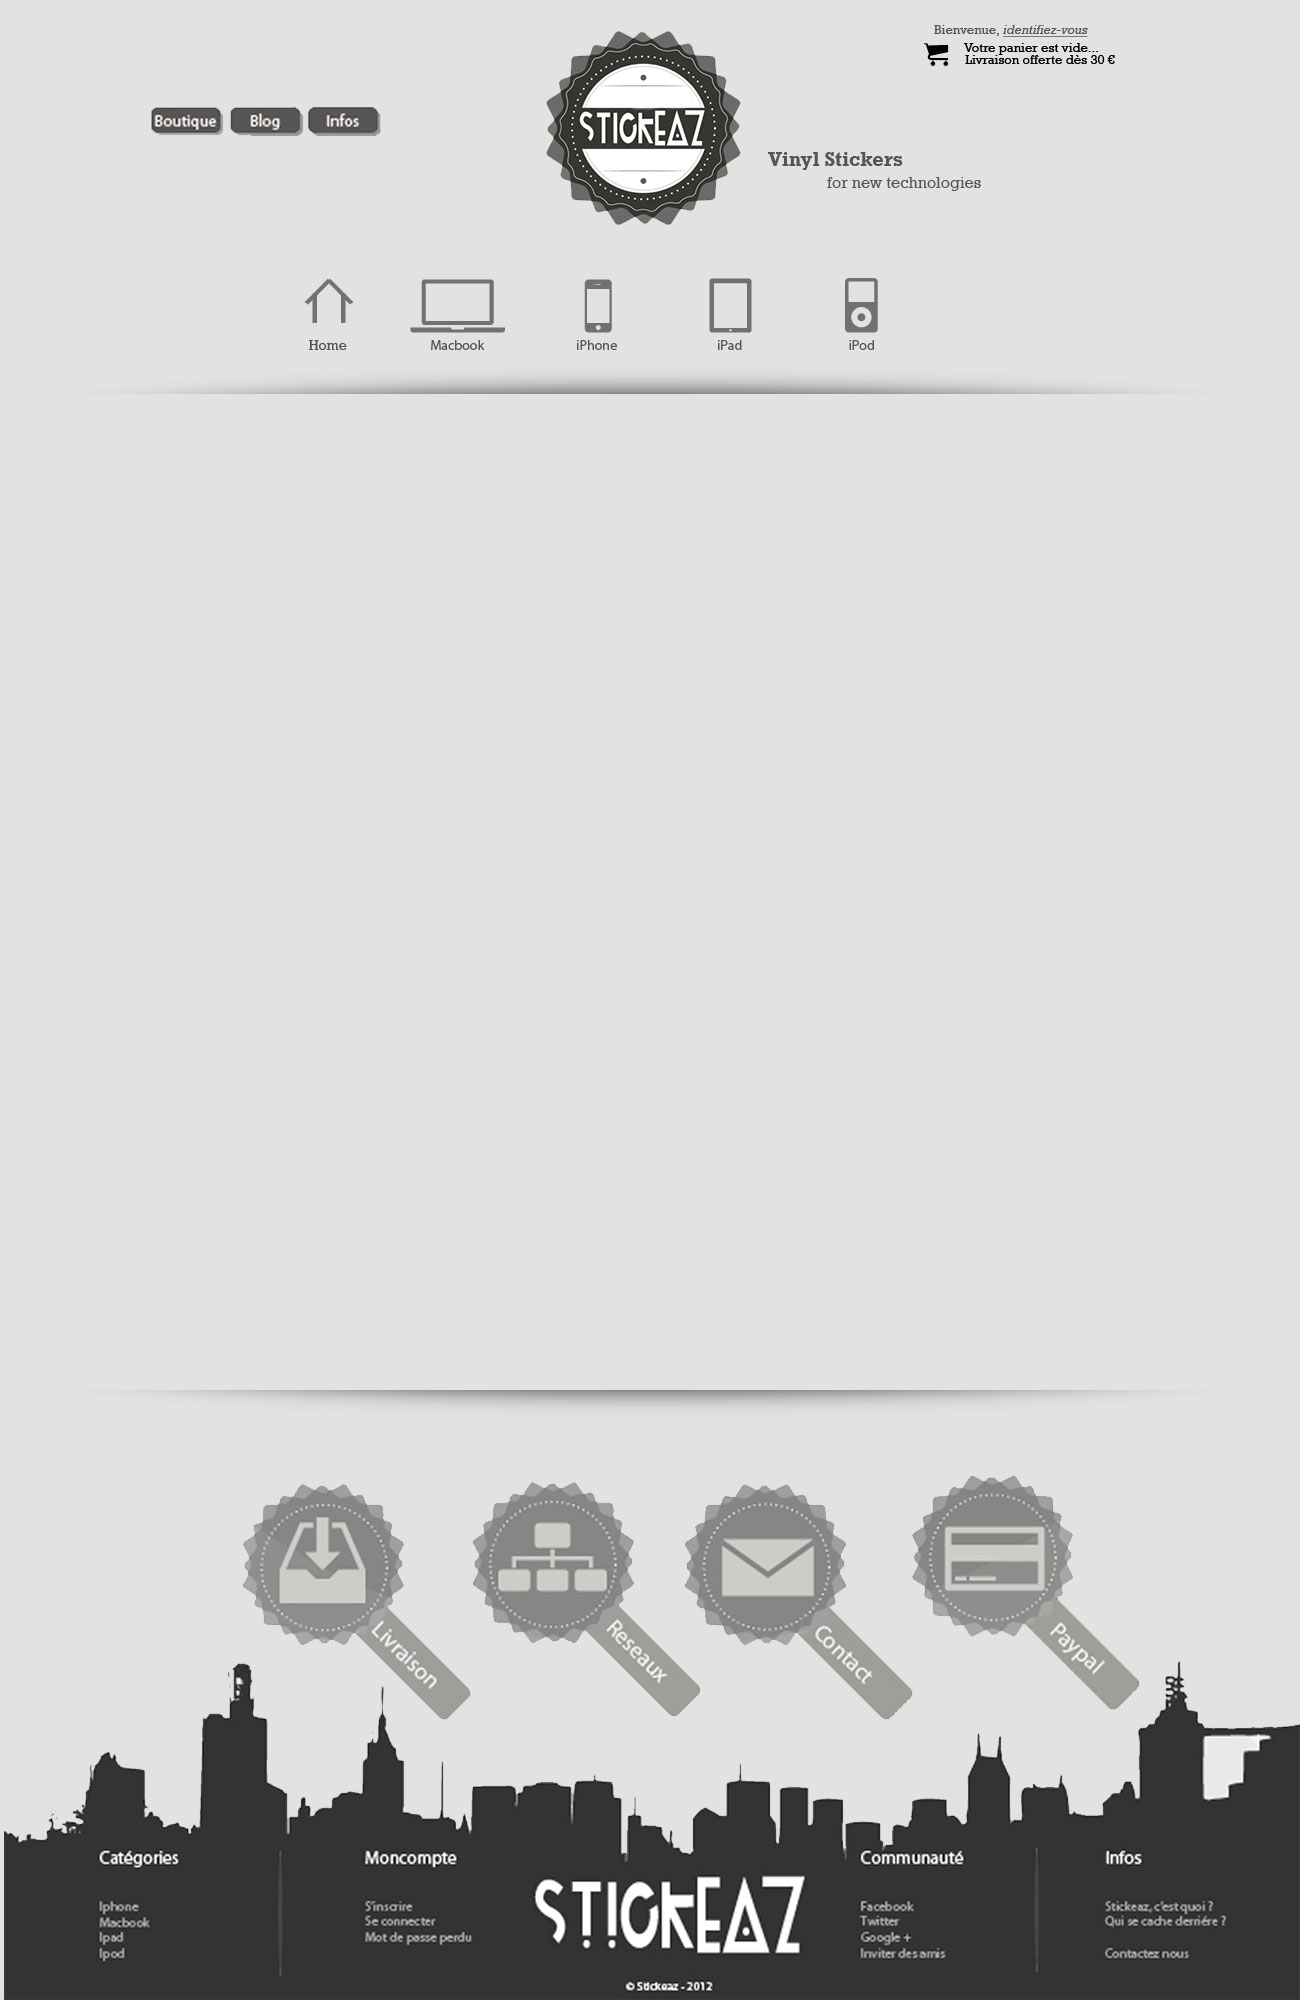 Bienvenue, identifiez-vous
Votre panier est vide...
Livraison offerte dès 30 €
Boutique
Blog
Infos
STICKEAZ
Vinyl Stickers
for new technologies
Home
Macbook
iPhone
iPad
iPod
Livraison
Reseaux
Contact
Paypal
Catégories
Iphone
Macbook
Ipad
Ipod
Moncompte
S'inscrire
Se connecter
Mot de passe perdu
STICKEAZ
© Stickeaz - 2012
Communauté
Facebook
Twitter
Google +
Inviter des amis
Infos
Stickeaz, c'est quoi ?
Qui se cache derriére ?
Contactez nous